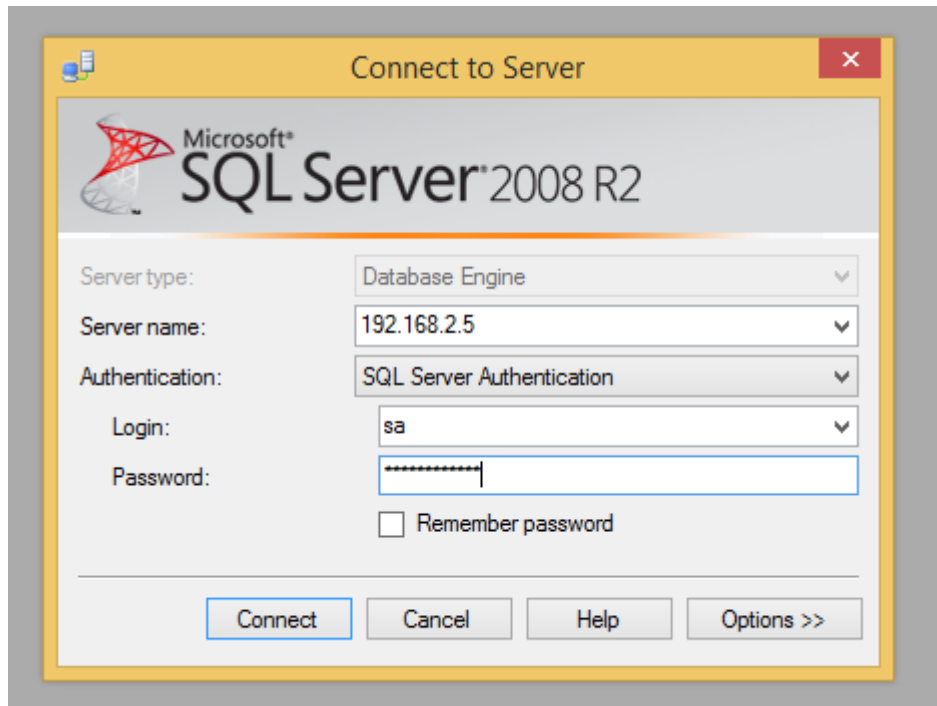 Connect to Server
Microsoft®
SQL Server® 2008 R2
Server type: Database Engine
Server name: 192.168.2.5
Authentication: SQL Server Authentication
Login: sa
Password: ************
Remember password
Connect Cancel Help Options >>